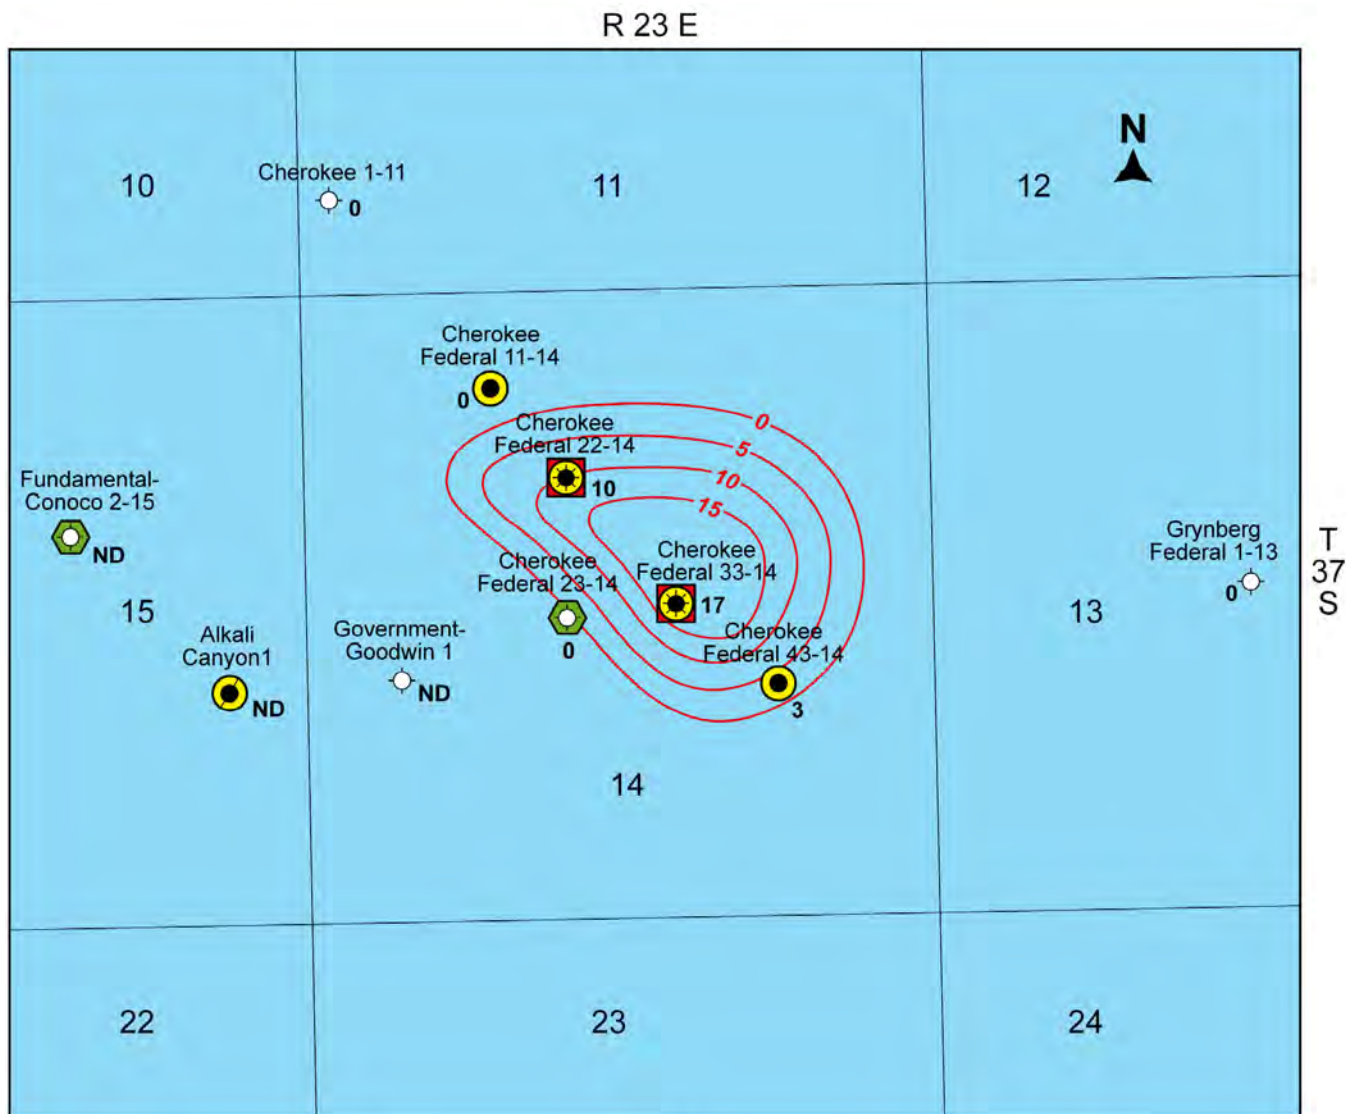 R 23 E
N
10
Cherokee 1-11
0
11
12
Cherokee
Federal 11-14
0
0
Cherokee
Federal 22-14
10
5
10
15
Fundamental-
Conoco 2-15
ND
Cherokee
Federal 23-14
0
Cherokee
Federal 33-14
17
Grynberg
Federal 1-13
0
T
37
S
15
13
Alkali
Canyon1
ND
Government-
Goodwin 1
ND
Cherokee
Federal 43-14
3
14
22
23
24